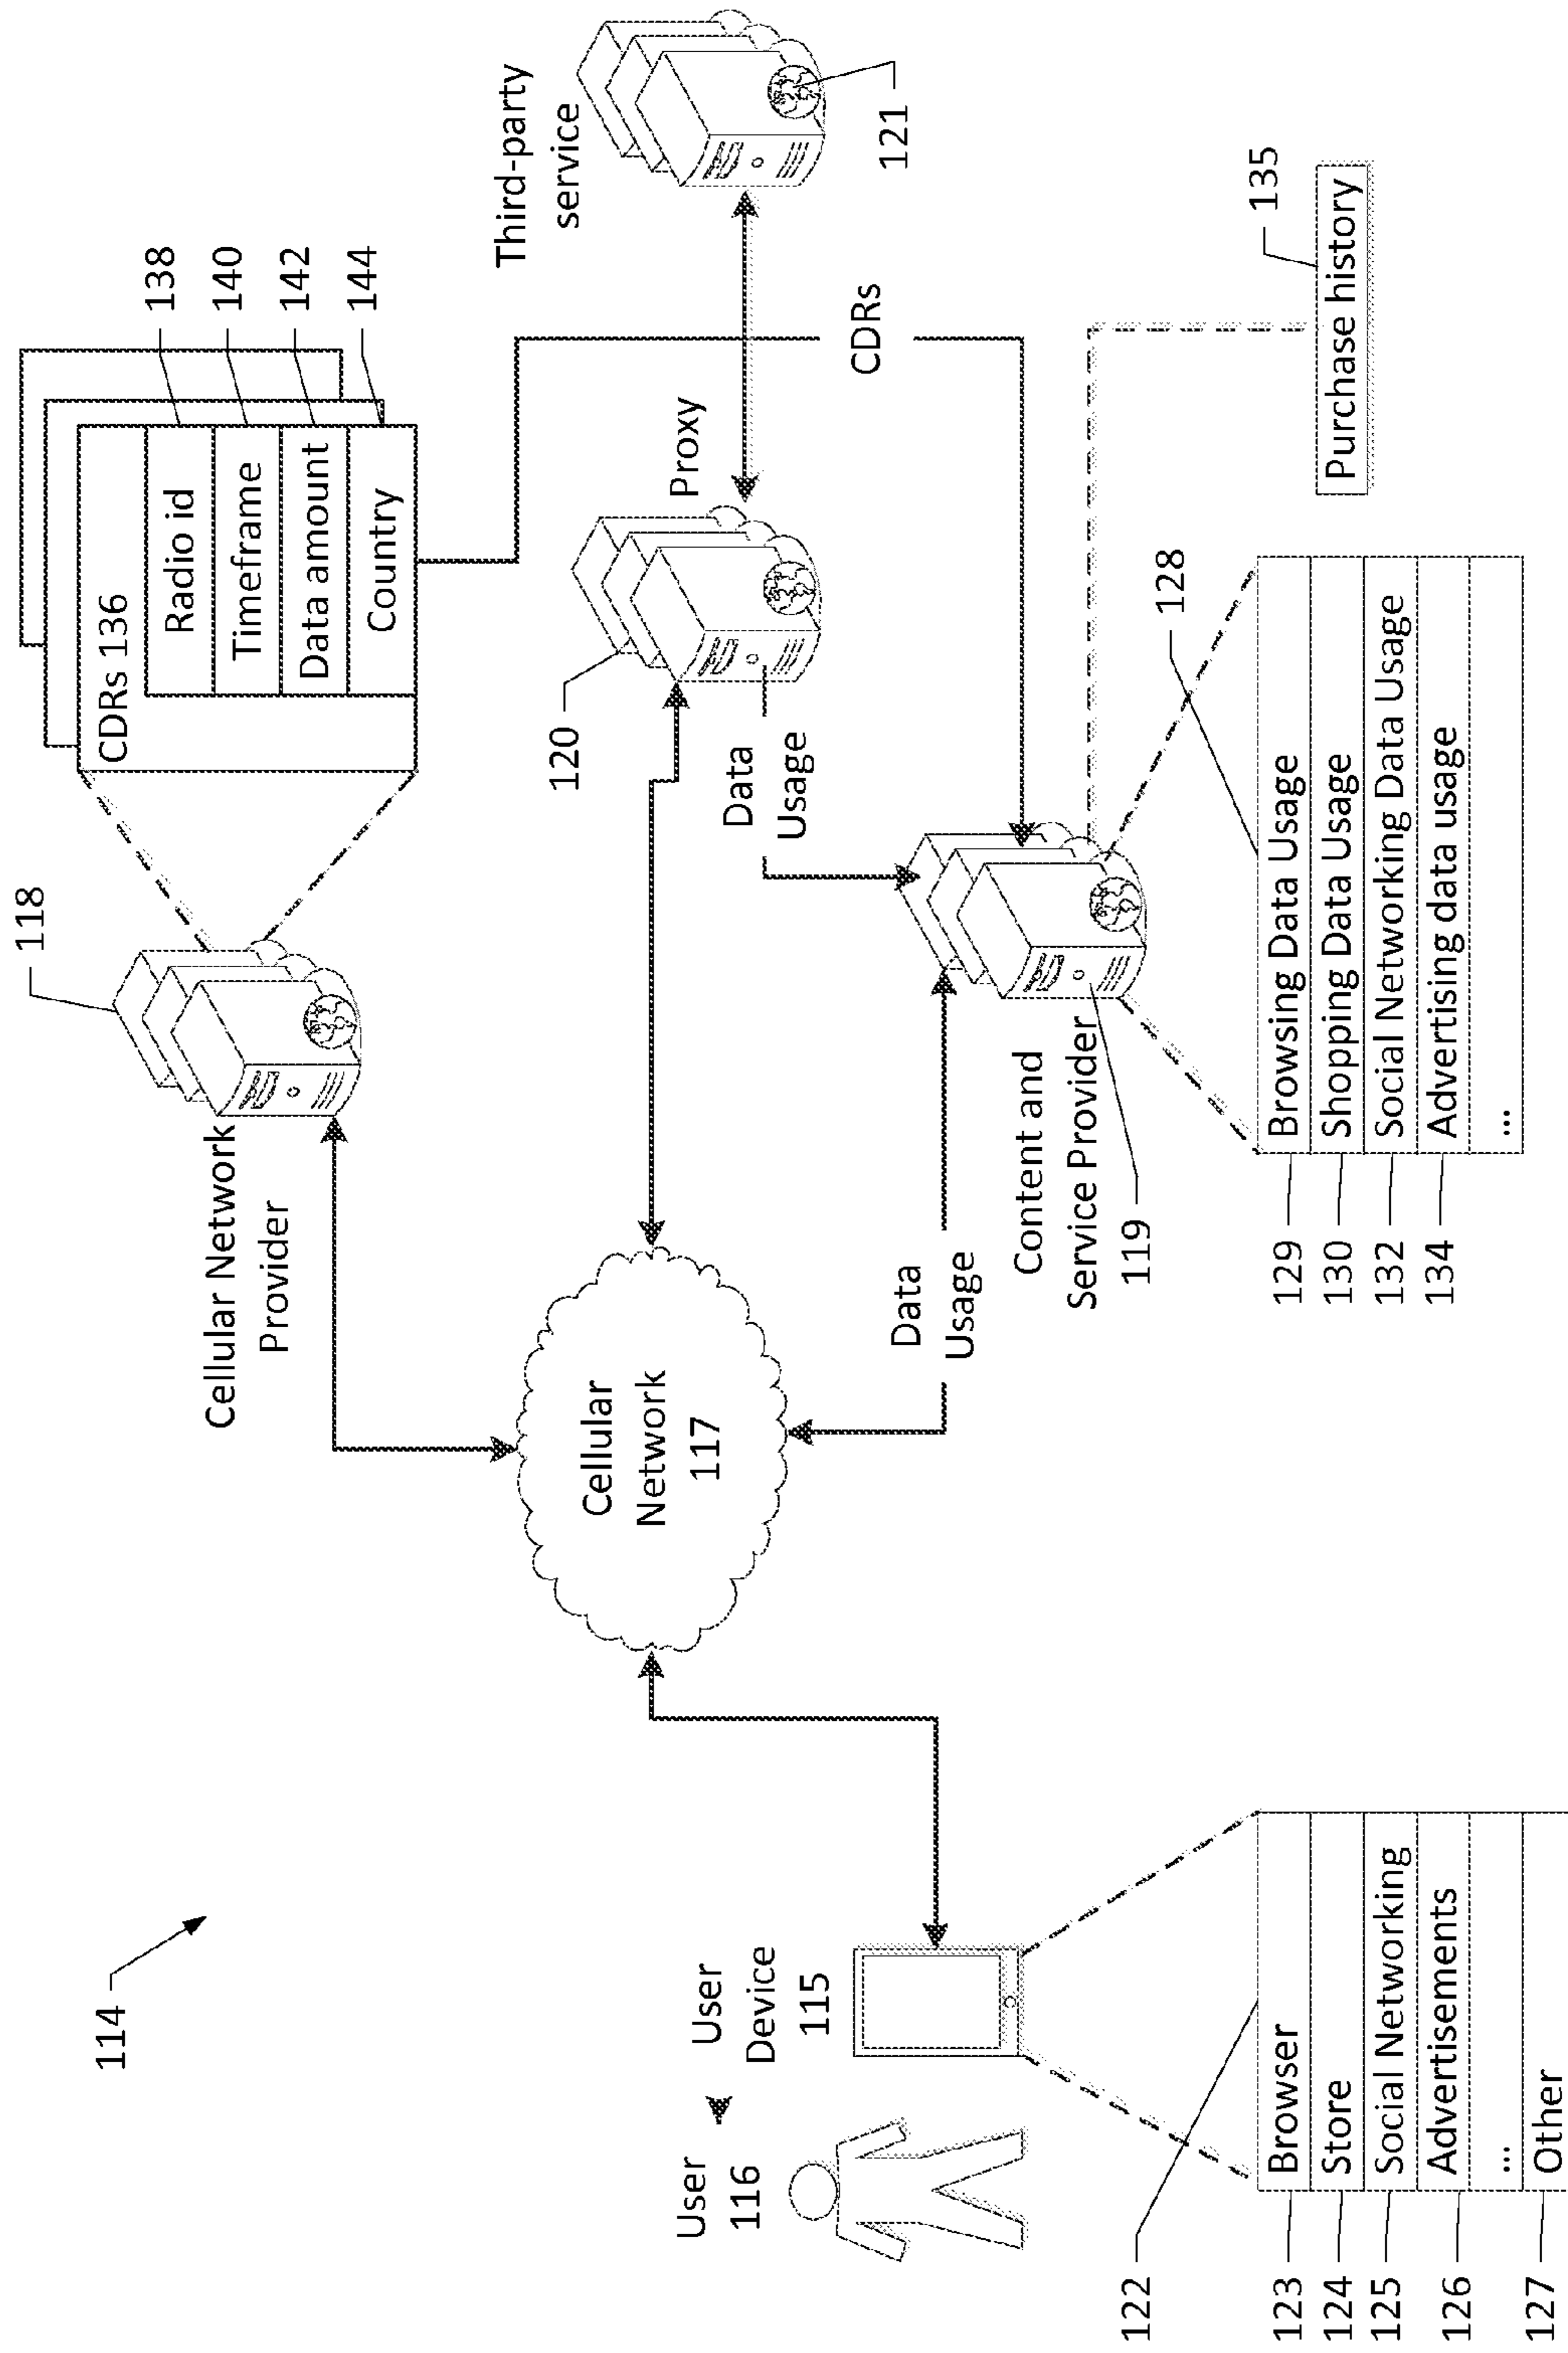 114
118
Cellular Network
Provider
CDRs 136
Radio id
Timeframe
Data amount
Country
138
140
142
144
Third-party
service
121
120
Proxy
CDRs
Data
Usage
Cellular
Network
117
User
116
User
Device
115
Data
Usage
Content and
Service Provider
119
128
135
Purchase history
122
123
Browser
124
Store
125
Social Networking
126
Advertisements
...
127
Other
129
Browsing Data Usage
130
Shopping Data Usage
132
Social Networking Data Usage
134
Advertising data usage
...